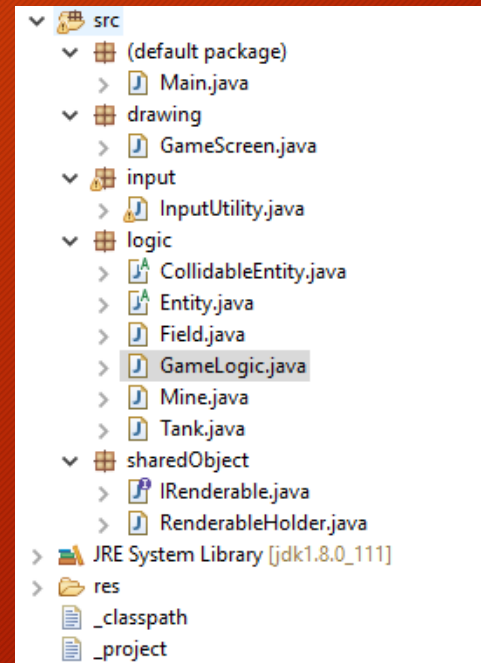 src
(default package)
Main.java
drawing
GameScreen.java
input
InputUtility.java
logic
CollidableEntity.java
Entity.java
Field.java
GameLogic.java
Mine.java
Tank.java
sharedObject
IRenderable.java
RenderableHolder.java
JRE System Library [jdk1.8.0_111]
res
_classpath
_project